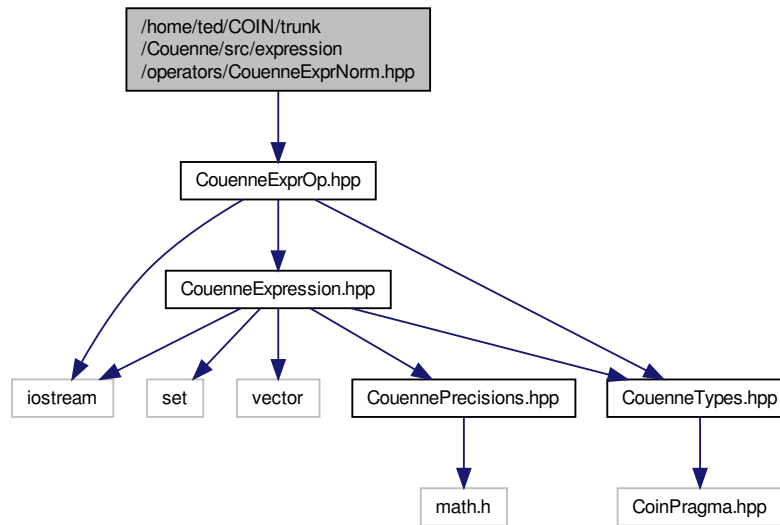 /home/ted/COIN/trunk
/Couenne/src/expression
/operators/CouenneExprNorm.hpp
CouenneExprOp.hpp
CouenneExpression.hpp
iostream
set
vector
CouennePrecisions.hpp
CouenneTypes.hpp
math.h
CoinPragma.hpp